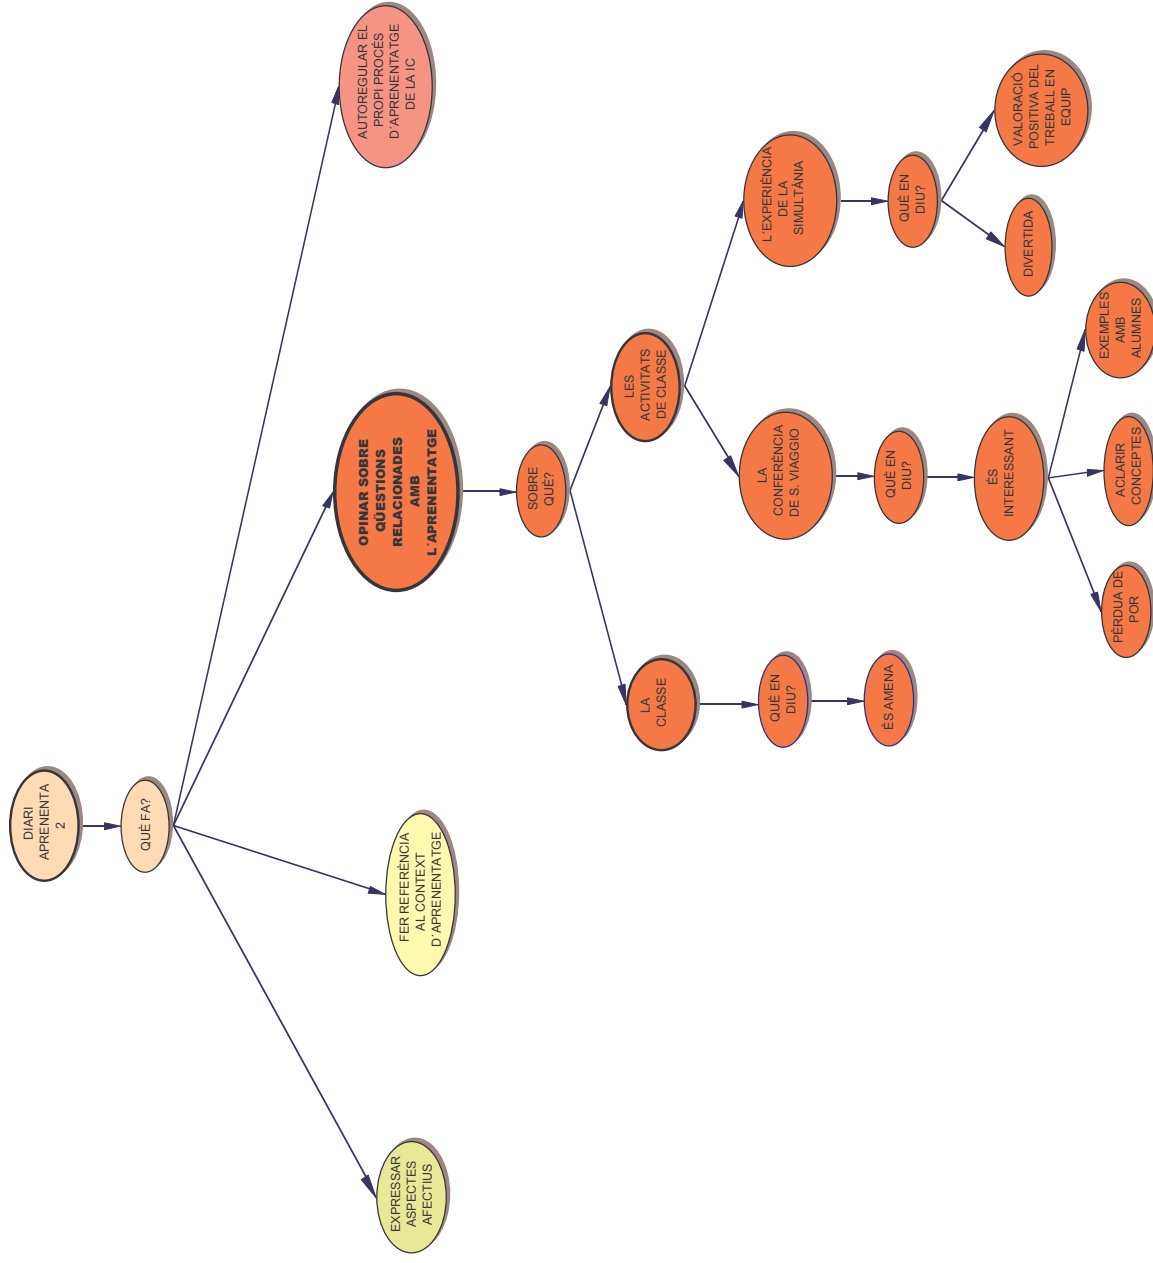 DIARI
APRENENTA
2
QUÈ FA?
EXPRESSAR
ASPECTES
AFECTIUS
FER REFERÈNCIA
AL CONTEXT
D´APRENENTATGE
OPINAR SOBRE
QÜESTIONS
RELACIONADES
AMB
L´APRENENTATGE
AUTOREGULAR EL
PROPI PROCÉS
D´APRENENTATGE
DE LA IC
SOBRE
QUÈ?
LA
CLASSE
QUÈ EN
DIU?
ÉS AMENA
LES
ACTIVITATS
DE CLASSE
LA
CONFERÈNCIA
DE S. VIAGGIO
QUÈ EN
DIU?
ÉS
INTERESSANT
PÈRDUA DE
POR
ACLARIR
CONCEPTES
EXEMPLES
AMB
ALUMNES
L´EXPERIÈNCIA
DE LA
SIMULTÀNIA
QUÈ EN
DIU?
DIVERTIDA
VALORACIÓ
POSITIVA DEL
TREBALL EN
EQUIP